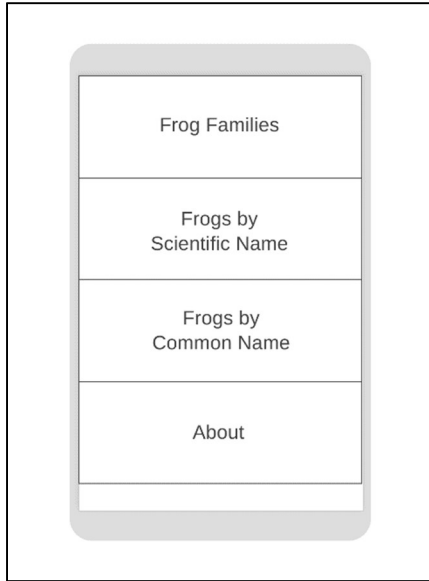 Frog Families
Frogs by
Scientific Name
Frogs by
Common Name
About